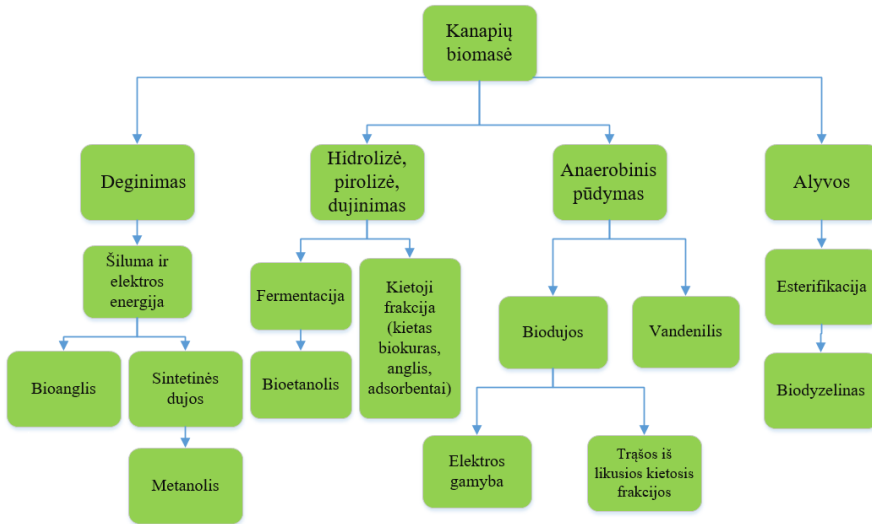 Kanapių
biomasė
Deginimas
Hidrolizė,
pirolizė,
dujinimas
Anaerobinis
pūdymas
Alyvos
Šiluma ir
elektros
energija
Fermentacija
Kietoji
frakcija
(kietas
biokuras,
anglis,
adsorbentai)
Biodujos
Vandenilis
Esterifikacija
Bioanglis
Sintetinės
dujos
Bioetanolis
Biodyzelinas
Metanolis
Elektros
gamyba
Trąšos iš
likusios kietosis
frakcijos